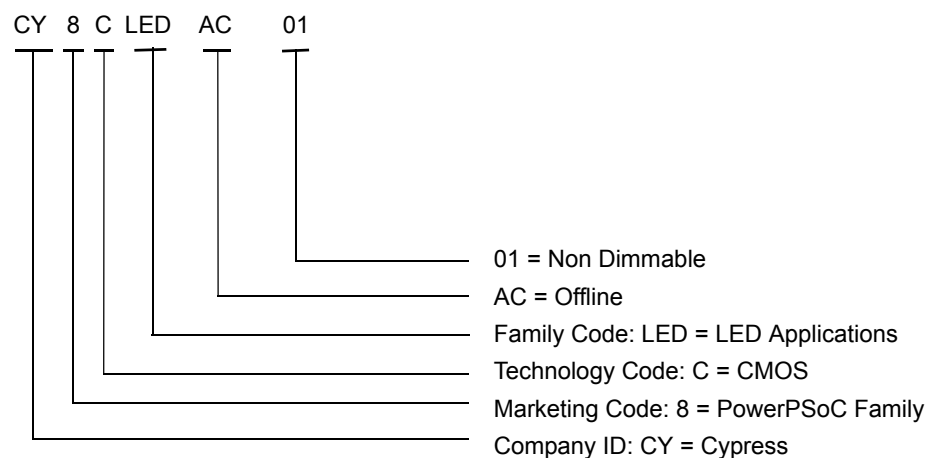 CY 8 C LED AC 01
01 = Non Dimmable
AC = Offline
Family Code: LED = LED Applications
Technology Code: C = CMOS
Marketing Code: 8 = PowerPSoC Family
Company ID: CY = Cypress